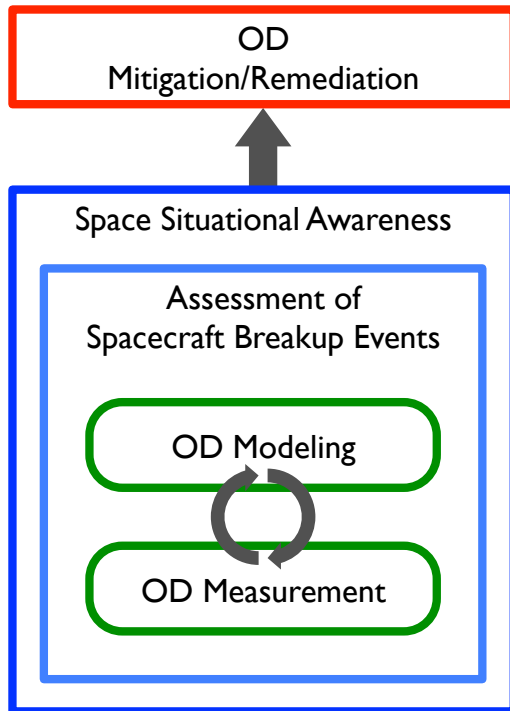 OD
Mitigation/Remediation
Space Situational Awareness
Assessment of
Spacecraft Breakup Events
OD Modeling
OD Measurement